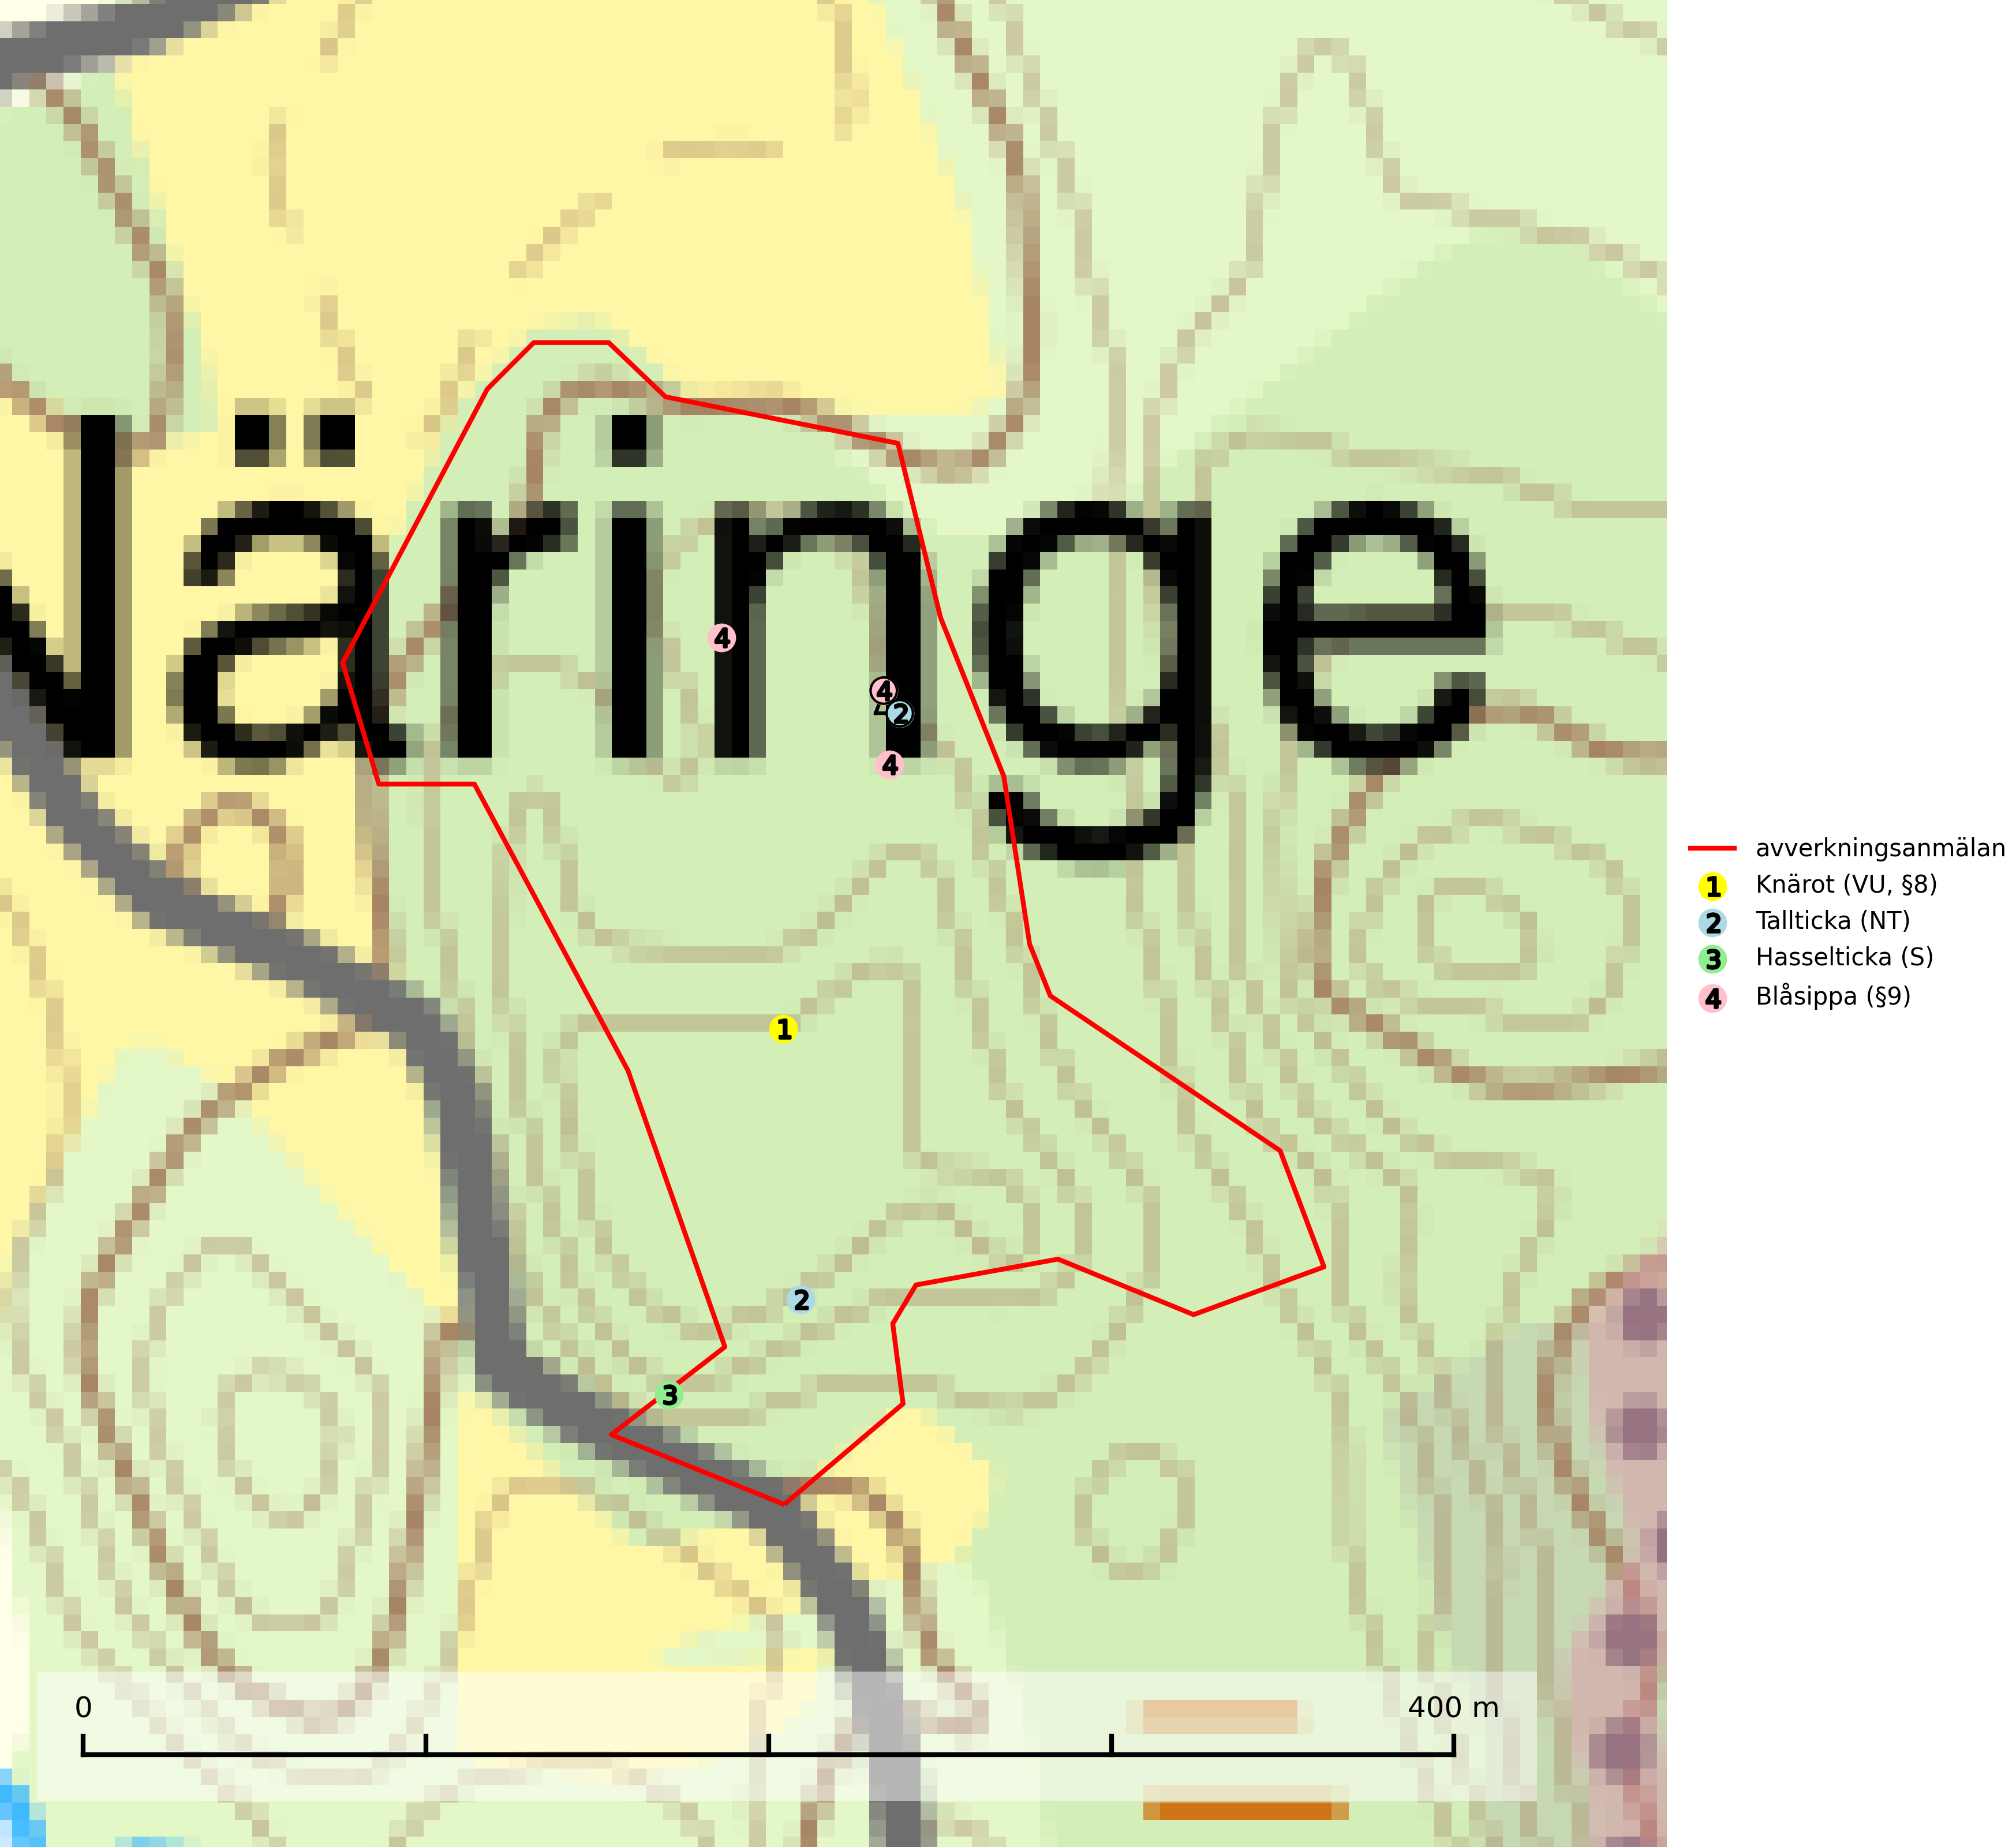 läringe
4
4
2
4
1
2
3
avverkningsanmälan
1 Knärot (VU, §8)
2 Tallticka (NT)
3 Hasselticka (S)
4 Blåsippa (§9)
0 400 m